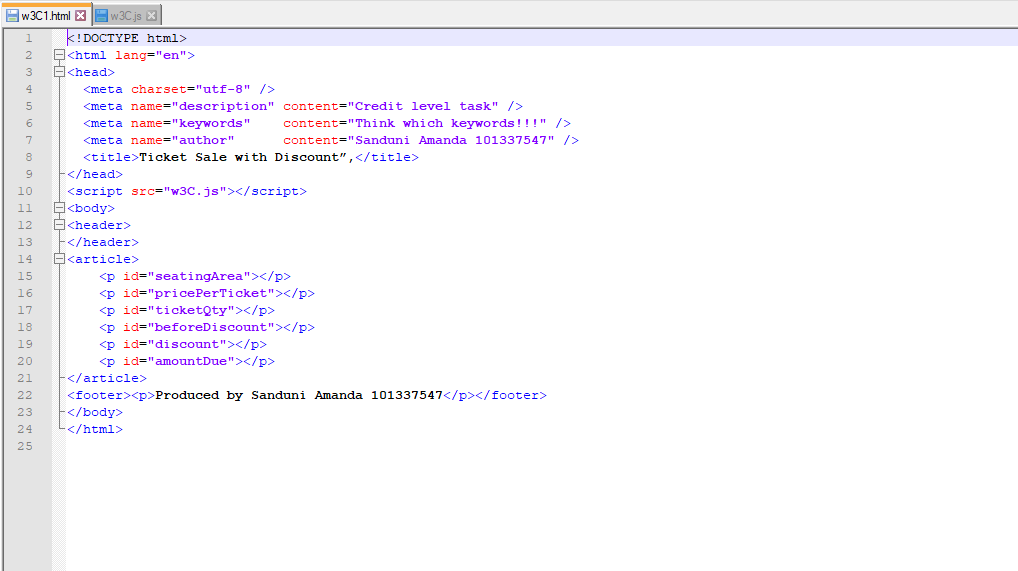 w3C1.html w3C.js
1 <!DOCTYPE html>
2 <html lang="en">
3 <head>
4 <meta charset="utf-8" />
5 <meta name="description" content="Credit level task" />
6 <meta name="keywords"    content="Think which keywords!!!" />
7 <meta name="author"      content="Sanduni Amanda 101337547" />
8 <title>Ticket Sale with Discount”,</title>
9 </head>
10 <script src="w3C.js"></script>
11 <body>
12 <header>
13 </header>
14 <article>
15 <p id="seatingArea"></p>
16 <p id="pricePerTicket"></p>
17 <p id="ticketQty"></p>
18 <p id="beforeDiscount"></p>
19 <p id="discount"></p>
20 <p id="amountDue"></p>
21 </article>
22 <footer><p>Produced by Sanduni Amanda 101337547</p></footer>
23 </body>
24 </html>
25